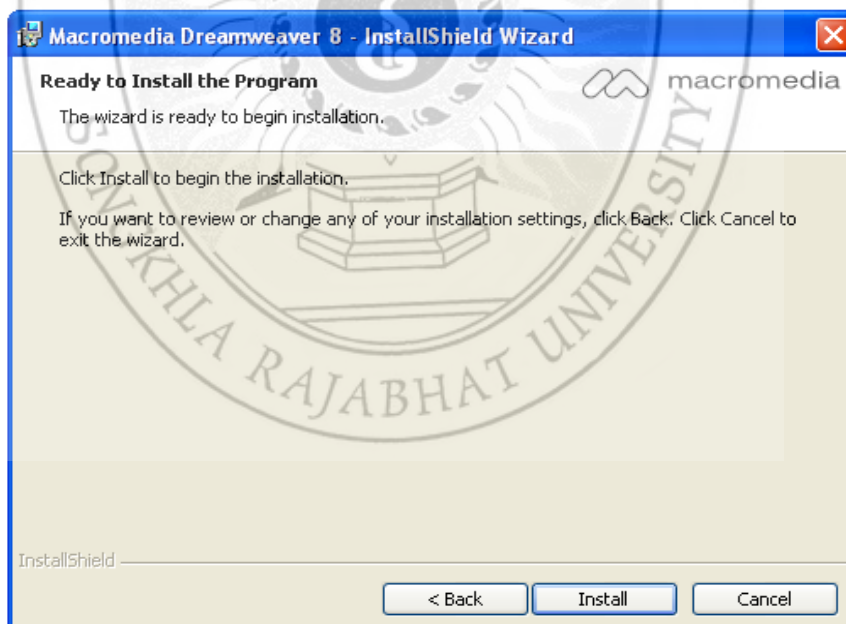 Macromedia Dreamweaver 8 - InstallShield Wizard
Ready to Install the Program
macromedia
The wizard is ready to begin installation.
Click Install to begin the installation.
If you want to review or change any of your installation settings, click Back. Click Cancel to
exit the wizard.
SONGKHLA RAJABHAT UNIVERSITY
InstallShield
< Back
Install
Cancel